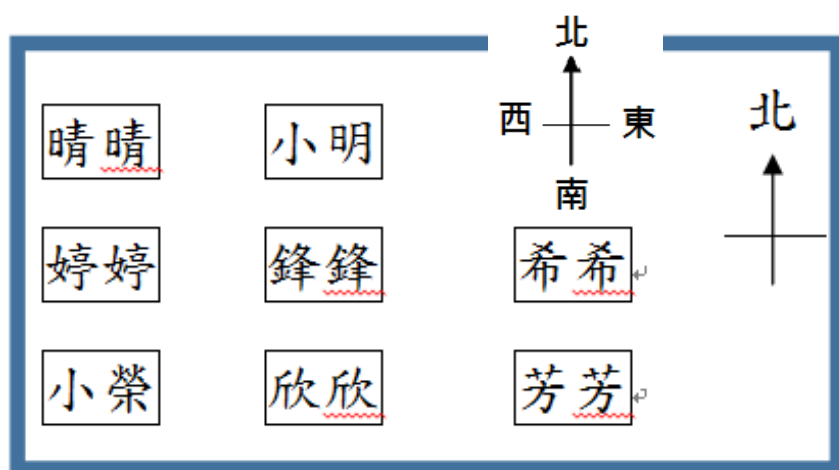 北
西 東
南
北
晴晴 小明
婷婷 鋒鋒 希希
小榮 欣欣 芳芳